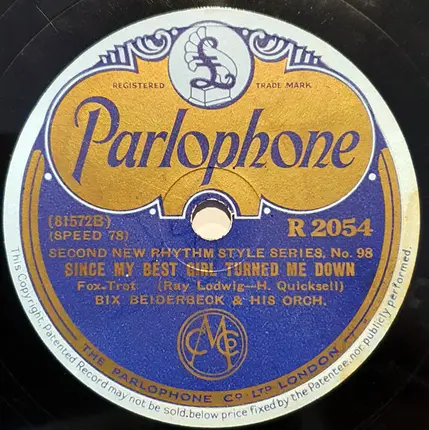 REGISTERED TRADE MARK.
Parlophone
(81572B)
(SPEED 78)
R 2054
SECOND NEW RHYTHM STYLE SERIES, No. 98
SINCE MY BEST GIRL TURNED ME DOWN
Fox-Trot (Ray Lodwig—H. Quicksell)
BIX BEIDERBECK & HIS ORCH.
THE PARLOPHONE CO LTD LONDON.
This Copyright, Patented Record may not be sold, below price fixed by the Patentee, nor publicly performed.